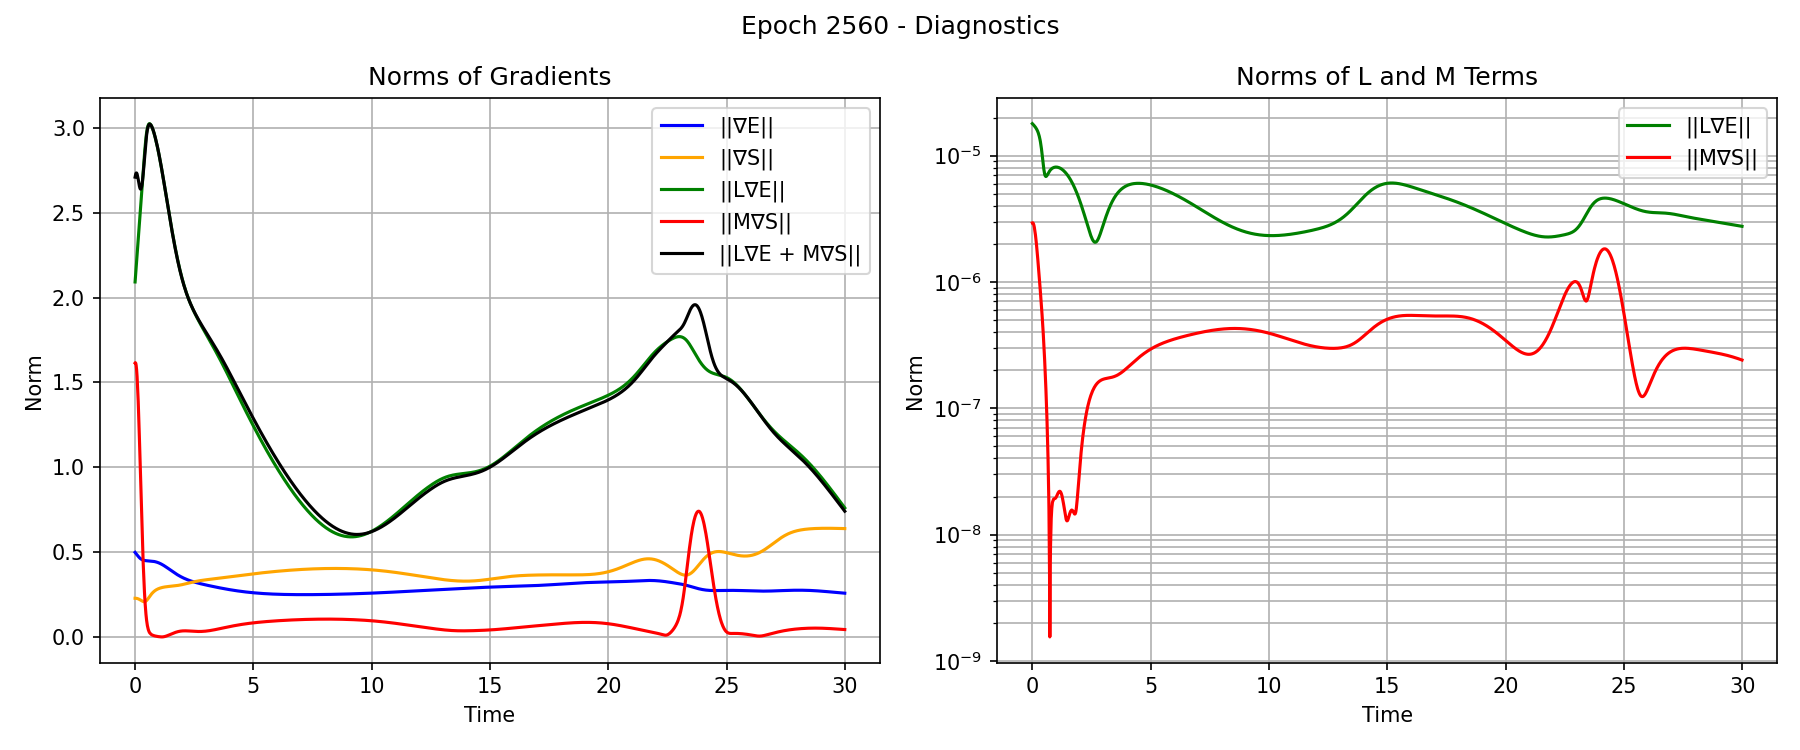 Epoch 2560 - Diagnostics
Norms of Gradients
Norm
3.0
2.5
2.0
1.5
1.0
0.5
0.0
0 5 10 15 20 25 30
Time
||∇E||
||∇S||
||L∇E||
||M∇S||
||L∇E + M∇S||
Norms of L and M Terms
Norm
10⁻⁵
10⁻⁶
10⁻⁷
10⁻⁸
10⁻⁹
0 5 10 15 20 25 30
Time
||L∇E||
||M∇S||